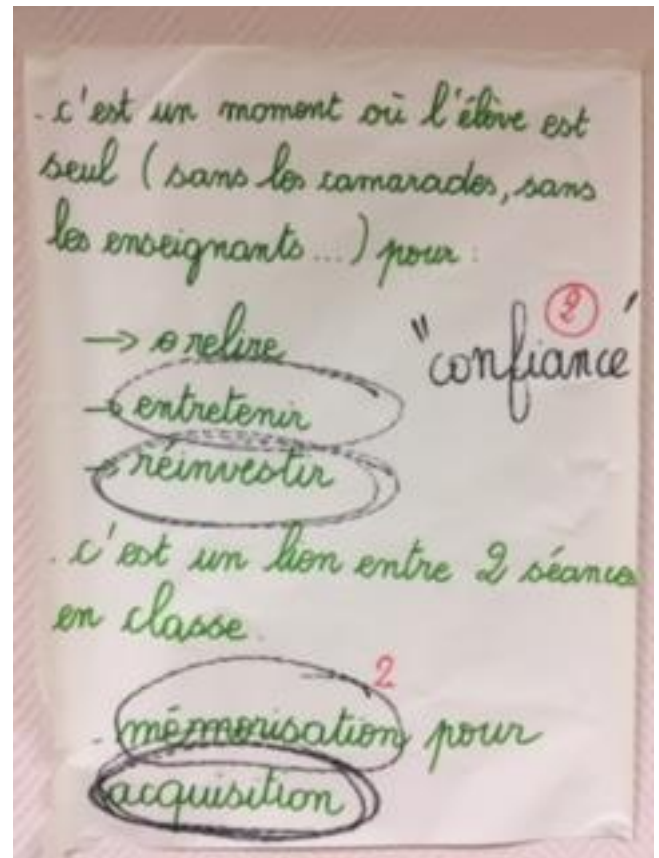 . c'est un moment où l'élève est
seul (sans les camarades, sans
les enseignants...) pour :
→ relire
"confiance"
2
→ entretenir
→ réinvestir
. c'est un lien entre 2 séances
en classe.
2
. mémorisation pour
acquisition